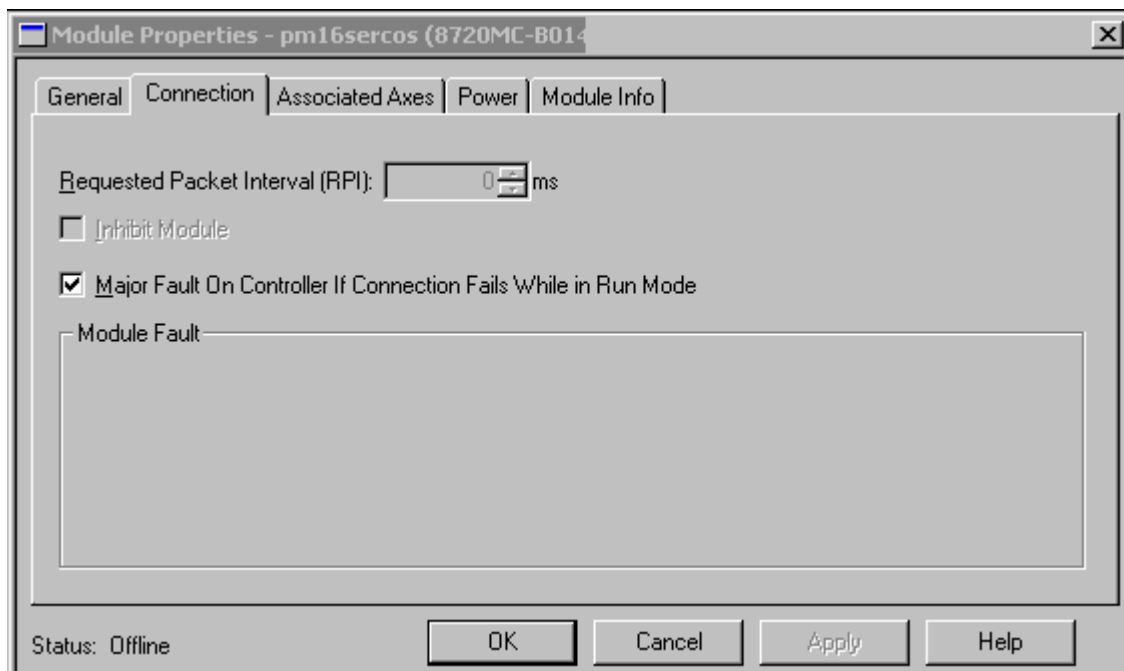 Module Properties - pm16sercos (8720MC-B014
General Connection Associated Axes Power Module Info
Requested Packet Interval (RPI): 0 ms
Inhibit Module
Major Fault On Controller If Connection Fails While in Run Mode
Module Fault
Status: Offline OK Cancel Apply Help